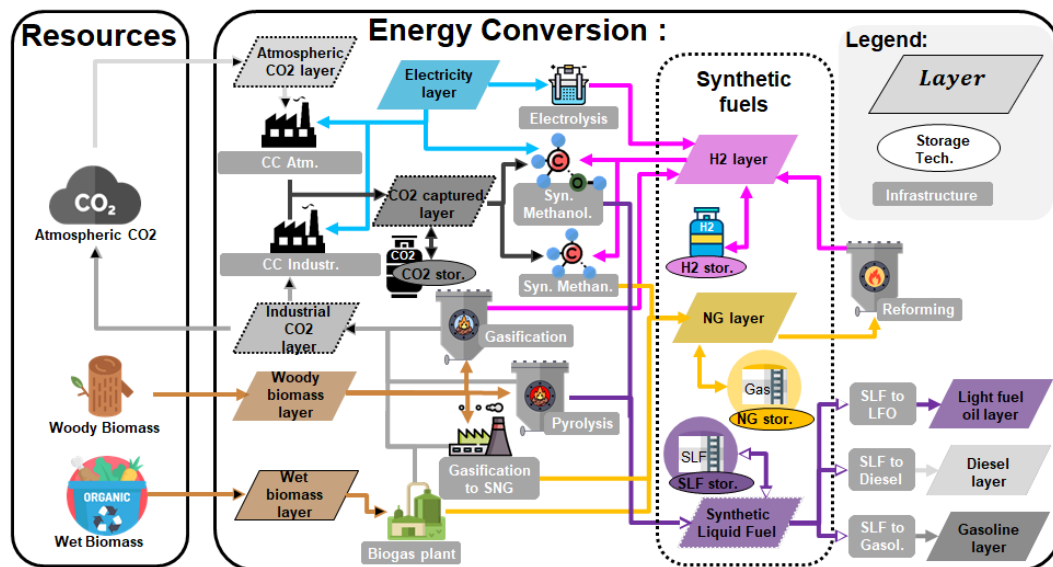 Resources
Energy Conversion :
Legend:
Layer
Storage
Tech.
Infrastructure
Atmospheric
CO2 layer
Electricity
layer
Synthetic
fuels
CC Atm.
Electrolysis
CO2
Atmospheric CO2
C
O
H2 layer
CO2 captured
layer
Syn.
Methanol.
CC Industr.
CO2
CO2 stor.
C
Syn. Methan.
H2
H2 stor.
Reforming
Industrial
CO2
layer
Gasification
NG layer
Woody Biomass
Woody
biomass
layer
Pyrolysis
Gas
NG stor.
SLF to
LFO
Light fuel
oil layer
ORGANIC
Wet Biomass
Wet
biomass
layer
Gasification
to SNG
SLF
SLF stor.
SLF to
Diesel
Diesel
layer
Biogas plant
Synthetic
Liquid Fuel
SLF to
Gasol.
Gasoline
layer